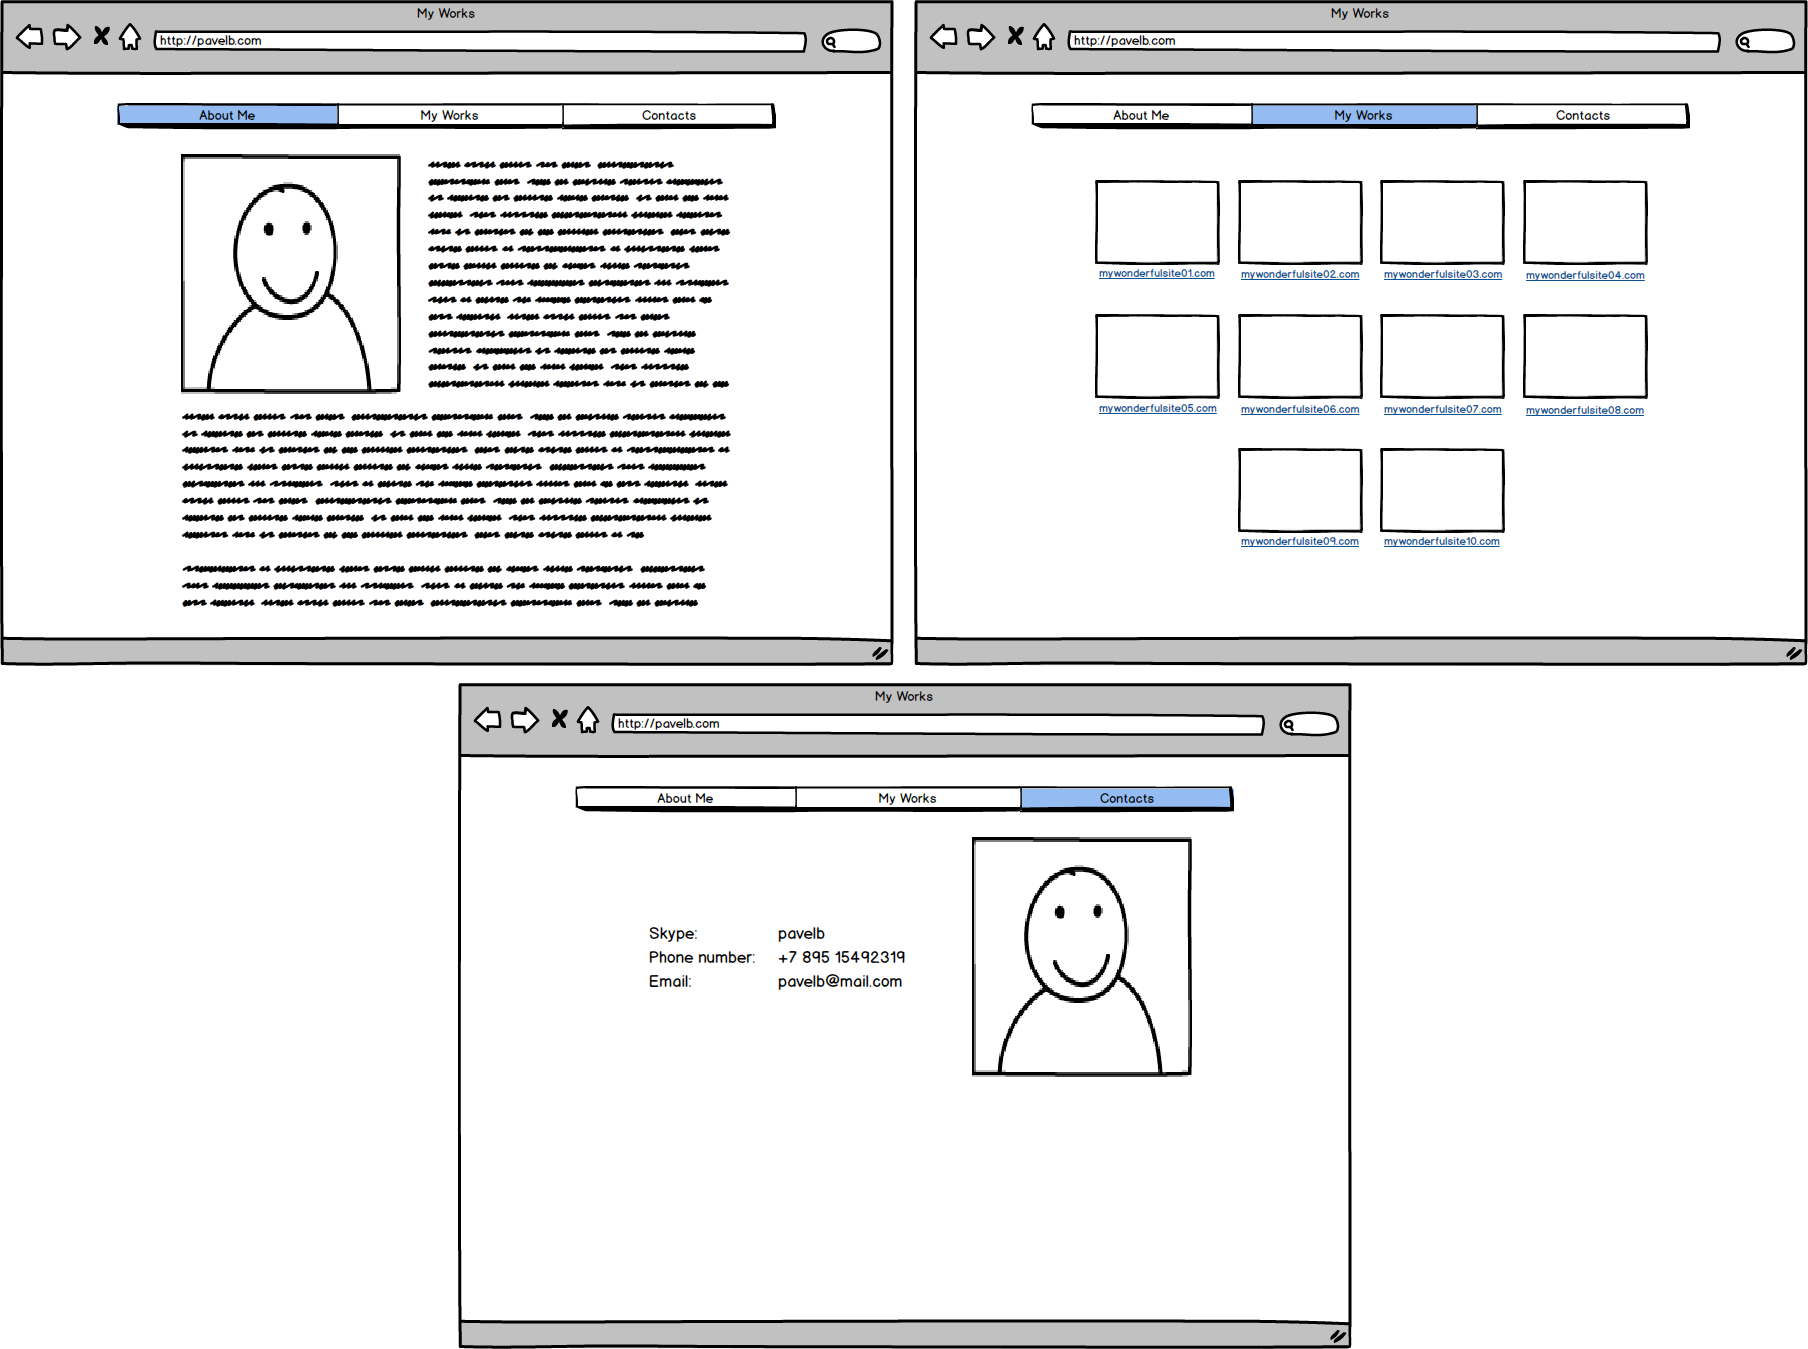 My Works
http://pavelb.com
About Me My Works Contacts
My Works
http://pavelb.com
About Me My Works Contacts
mywonderfulsite01.com mywonderfulsite02.com mywonderfulsite03.com mywonderfulsite04.com
mywonderfulsite05.com mywonderfulsite06.com mywonderfulsite07.com mywonderfulsite08.com
mywonderfulsite09.com mywonderfulsite10.com
My Works
http://pavelb.com
About Me My Works Contacts
Skype: pavelb
Phone number: +7 895 15492319
Email: pavelb@mail.com